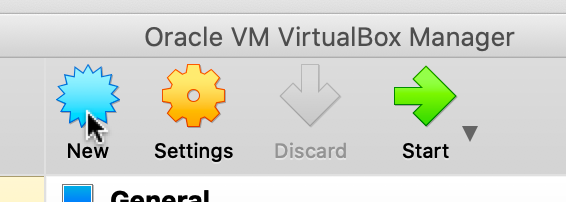 Oracle VM VirtualBox Manager
New Settings Discard Start
General